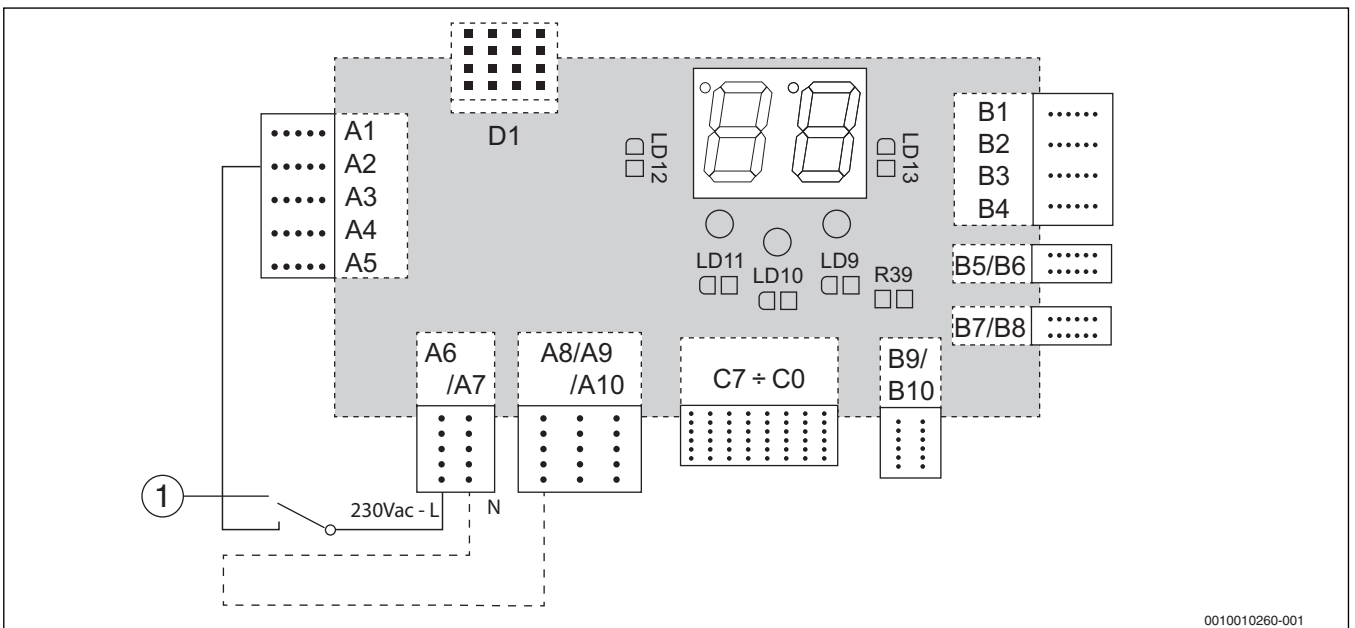 D1
A1
A2
A3
A4
A5
LD12
LD13
B1
B2
B3
B4
LD11
LD10
LD9
R39
B5/B6
B7/B8
A6
/A7
A8/A9
/A10
C7 ÷ C0
B9/
B10
1
230Vac - L
N
0010010260-001